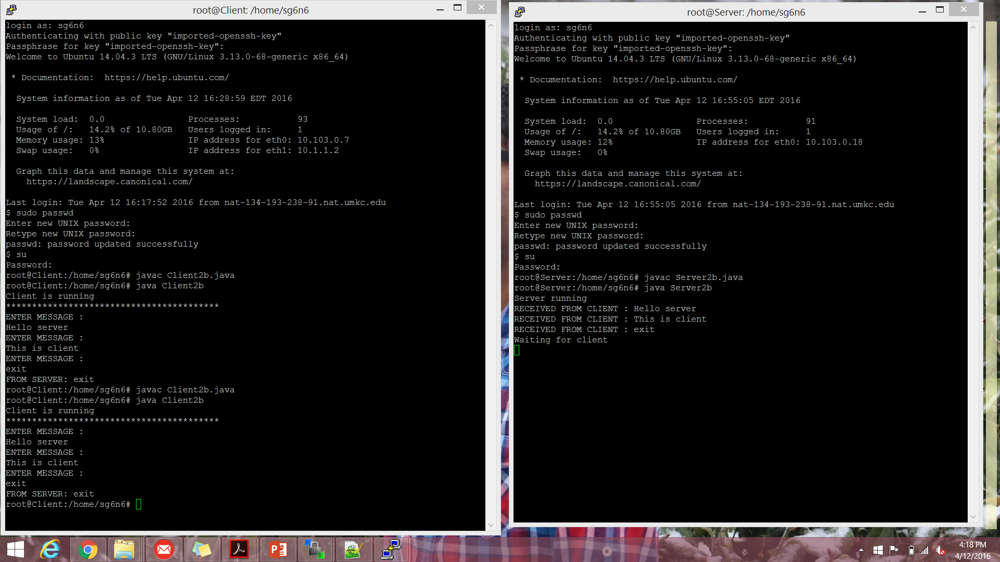 root@Client: /home/sg6n6
login as: sg6n6
Authenticating with public key "imported-openssh-key"
Passphrase for key "imported-openssh-key":
Welcome to Ubuntu 14.04.3 LTS (GNU/Linux 3.13.0-68-generic x86_64)
* Documentation:  https://help.ubuntu.com/
System information as of Tue Apr 12 16:28:59 EDT 2016
System load:  0.0                Processes:           93
Usage of /:   14.2% of 10.80GB   Users logged in:     1
Memory usage: 13%                IP address for eth0: 10.103.0.7
Swap usage:   0%                 IP address for eth1: 10.1.1.2
Graph this data and manage this system at:
https://landscape.canonical.com/
Last login: Tue Apr 12 16:17:52 2016 from nat-134-193-238-91.nat.umkc.edu
$ sudo passwd
Enter new UNIX password:
Retype new UNIX password:
passwd: password updated successfully
$ su
Password:
root@Client:/home/sg6n6# javac Client2b.java
root@Client:/home/sg6n6# java Client2b
Client is running
*****************************************
ENTER MESSAGE :
Hello server
ENTER MESSAGE :
This is client
ENTER MESSAGE :
exit
FROM SERVER: exit
root@Client:/home/sg6n6# javac Client2b.java
root@Client:/home/sg6n6# java Client2b
Client is running
*****************************************
ENTER MESSAGE :
Hello server
ENTER MESSAGE :
This is client
ENTER MESSAGE :
exit
FROM SERVER: exit
root@Client:/home/sg6n6#
root@Server: /home/sg6n6
login as: sg6n6
Authenticating with public key "imported-openssh-key"
Passphrase for key "imported-openssh-key":
Welcome to Ubuntu 14.04.3 LTS (GNU/Linux 3.13.0-68-generic x86_64)
* Documentation:  https://help.ubuntu.com/
System information as of Tue Apr 12 16:55:05 EDT 2016
System load:  0.0                Processes:           91
Usage of /:   14.2% of 10.80GB   Users logged in:     1
Memory usage: 12%                IP address for eth0: 10.103.0.18
Swap usage:   0%
Graph this data and manage this system at:
https://landscape.canonical.com/
Last login: Tue Apr 12 16:55:05 2016 from nat-134-193-238-91.nat.umkc.edu
$ sudo passwd
Enter new UNIX password:
Retype new UNIX password:
passwd: password updated successfully
$ su
Password:
root@Server:/home/sg6n6# javac Server2b.java
root@Server:/home/sg6n6# java Server2b
Server running
RECEIVED FROM CLIENT : Hello server
RECEIVED FROM CLIENT : This is client
RECEIVED FROM CLIENT : exit
Waiting for client
4:18 PM
4/12/2016